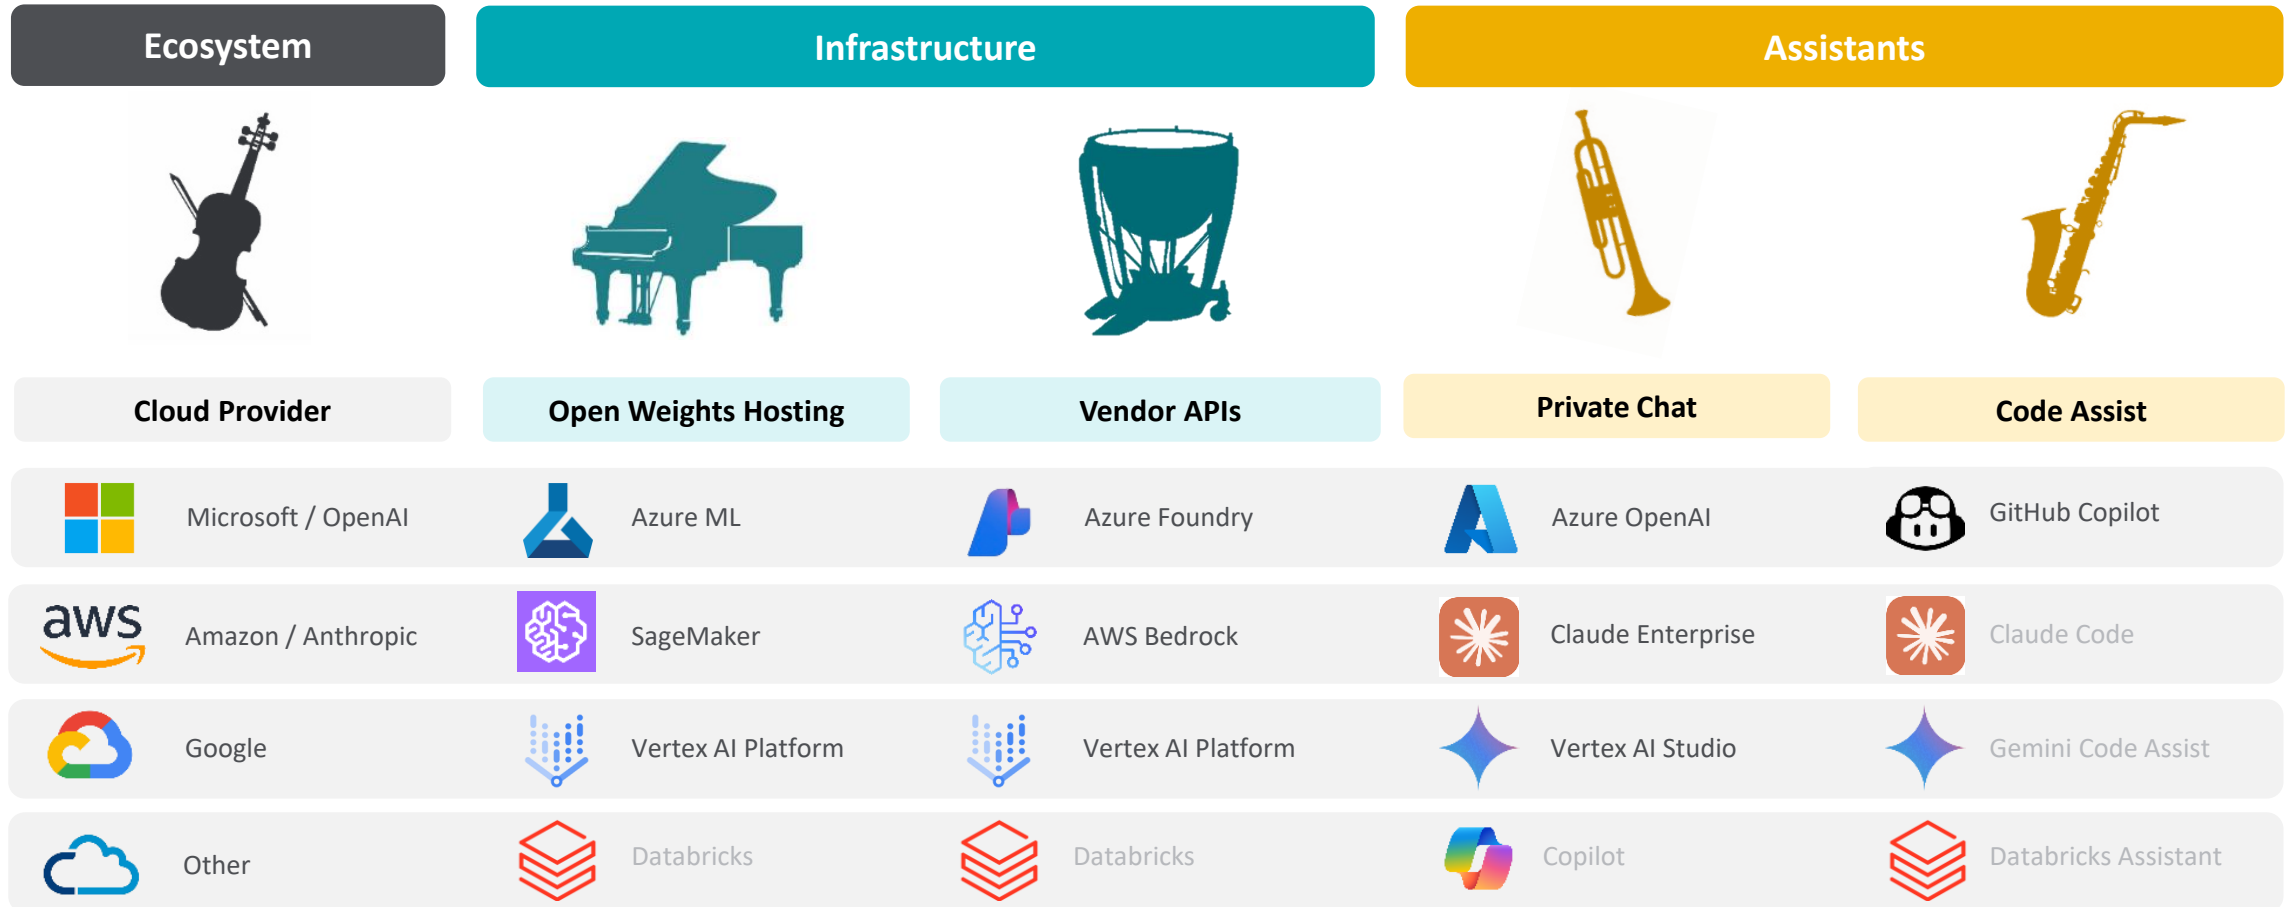 Ecosystem
Infrastructure
Assistants
Cloud Provider
Open Weights Hosting
Vendor APIs
Private Chat
Code Assist
Microsoft / OpenAI
Azure ML
Azure Foundry
Azure OpenAI
GitHub Copilot
aws
Amazon / Anthropic
SageMaker
AWS Bedrock
Claude Enterprise
Claude Code
Google
Vertex AI Platform
Vertex AI Platform
Vertex AI Studio
Gemini Code Assist
Other
Databricks
Databricks
Copilot
Databricks Assistant